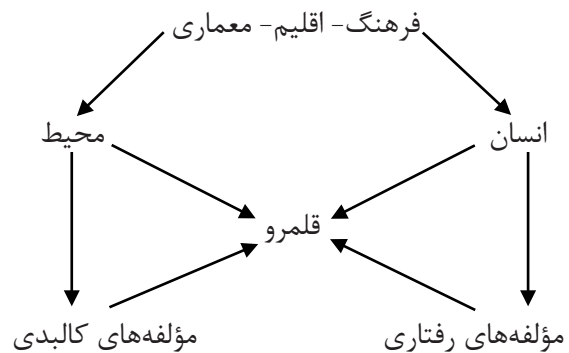 فرهنگ- اقلیم- معماری
انسان
محیط
قلمرو
مؤلفه‌های رفتاری
مؤلفه‌های کالبدی